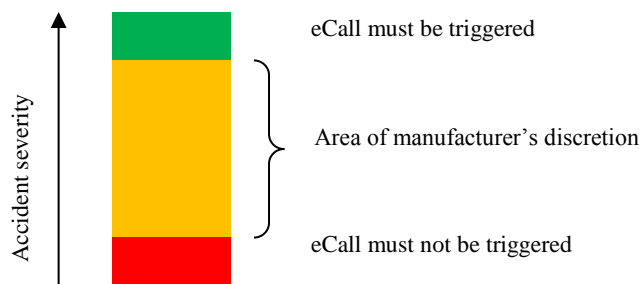 eCall must be triggered
Accident severity
Area of manufacturer’s discretion
eCall must not be triggered